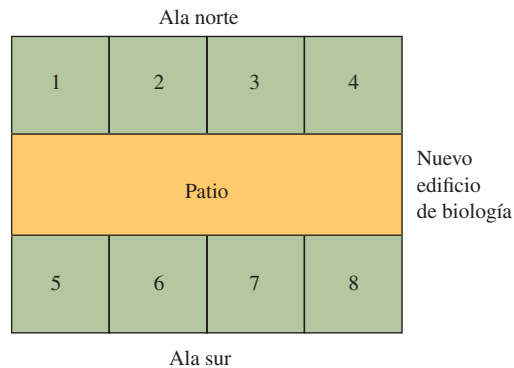 Ala norte
1 2 3 4
Patio
Nuevo
edificio
de biología
5 6 7 8
Ala sur